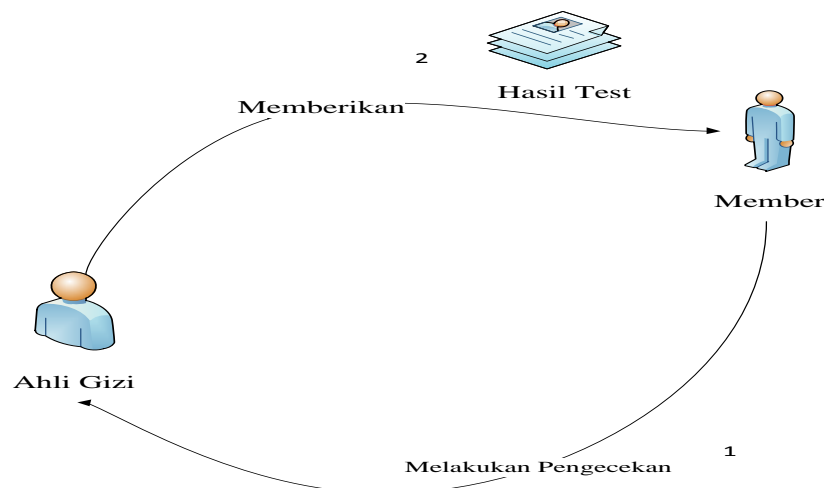 2
Hasil Test
Memberikan
Member
Ahli Gizi
1
Melakukan Pengecekan